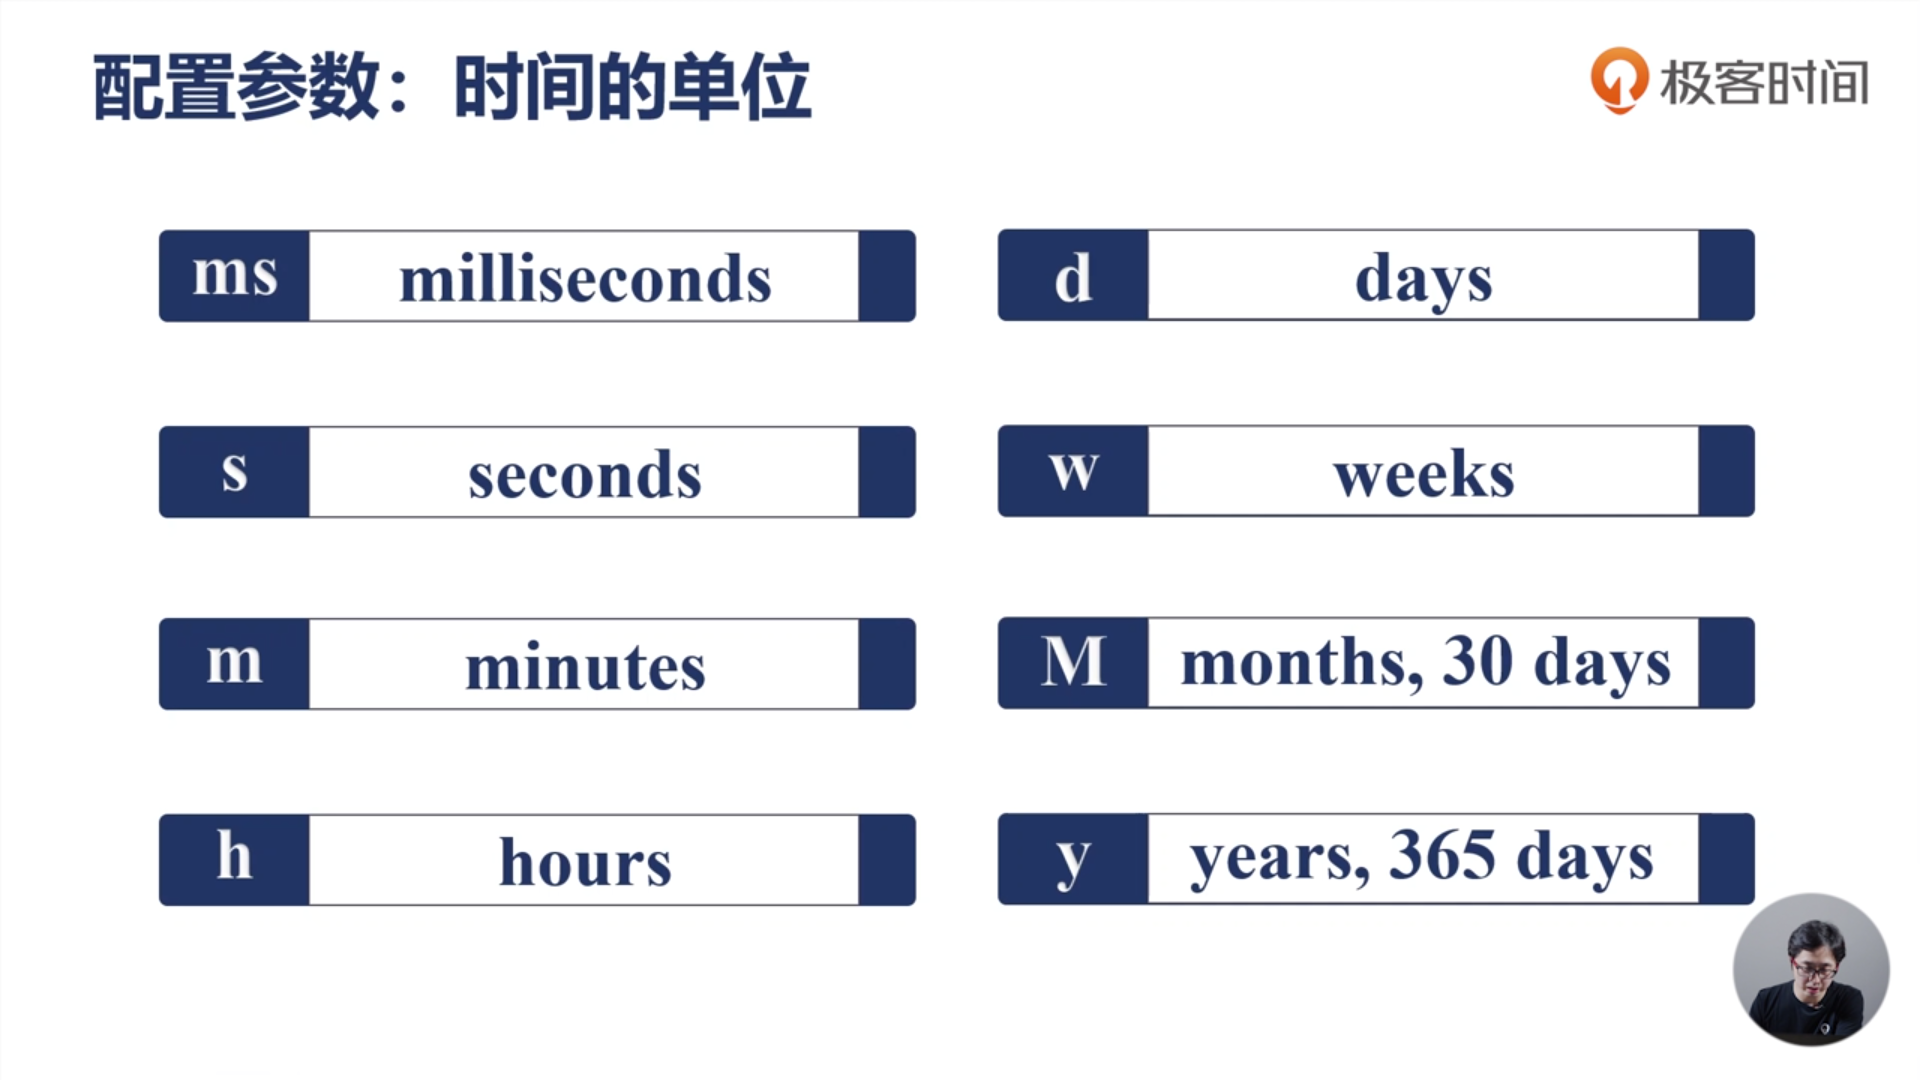 配置参数：时间的单位
极客时间
ms milliseconds
d days
s seconds
w weeks
m minutes
M months, 30 days
h hours
y years, 365 days